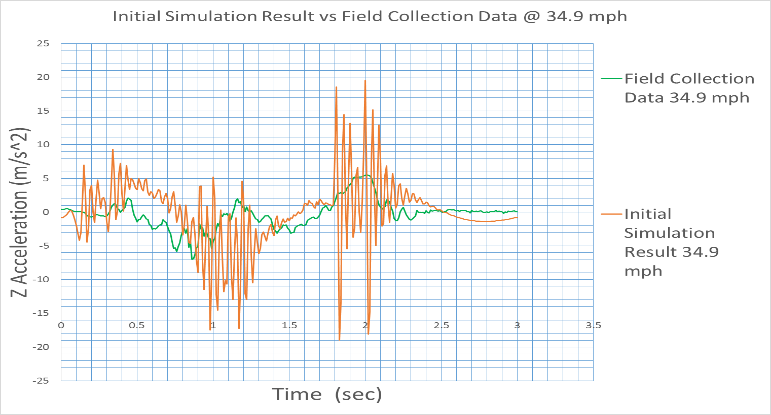 Initial Simulation Result vs Field Collection Data @ 34.9 mph
Z Acceleration (m/s^2)
25
20
15
10
5
0
-5
-10
-15
-20
-25
0
0.5
1
1.5
2
2.5
3
3.5
Time (sec)
Field Collection
Data 34.9 mph
Initial
Simulation
Result 34.9
mph